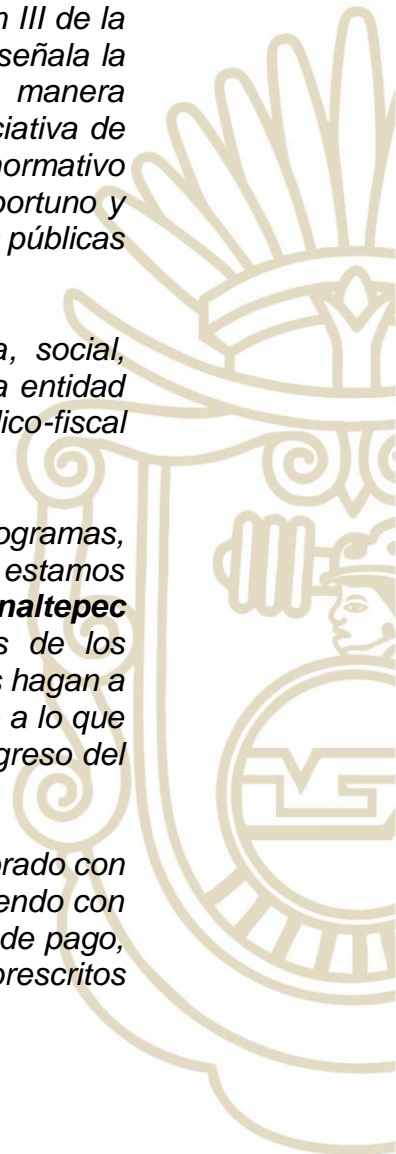 III de la
señala la
manera
ciativa de
normativo
portuno y
públicas
, social,
a entidad
dico-fiscal
ogramas,
estamos
naltepec
s de los
s hagan a
a lo que
greso del
orado con
endo con
de pago,
prescritos